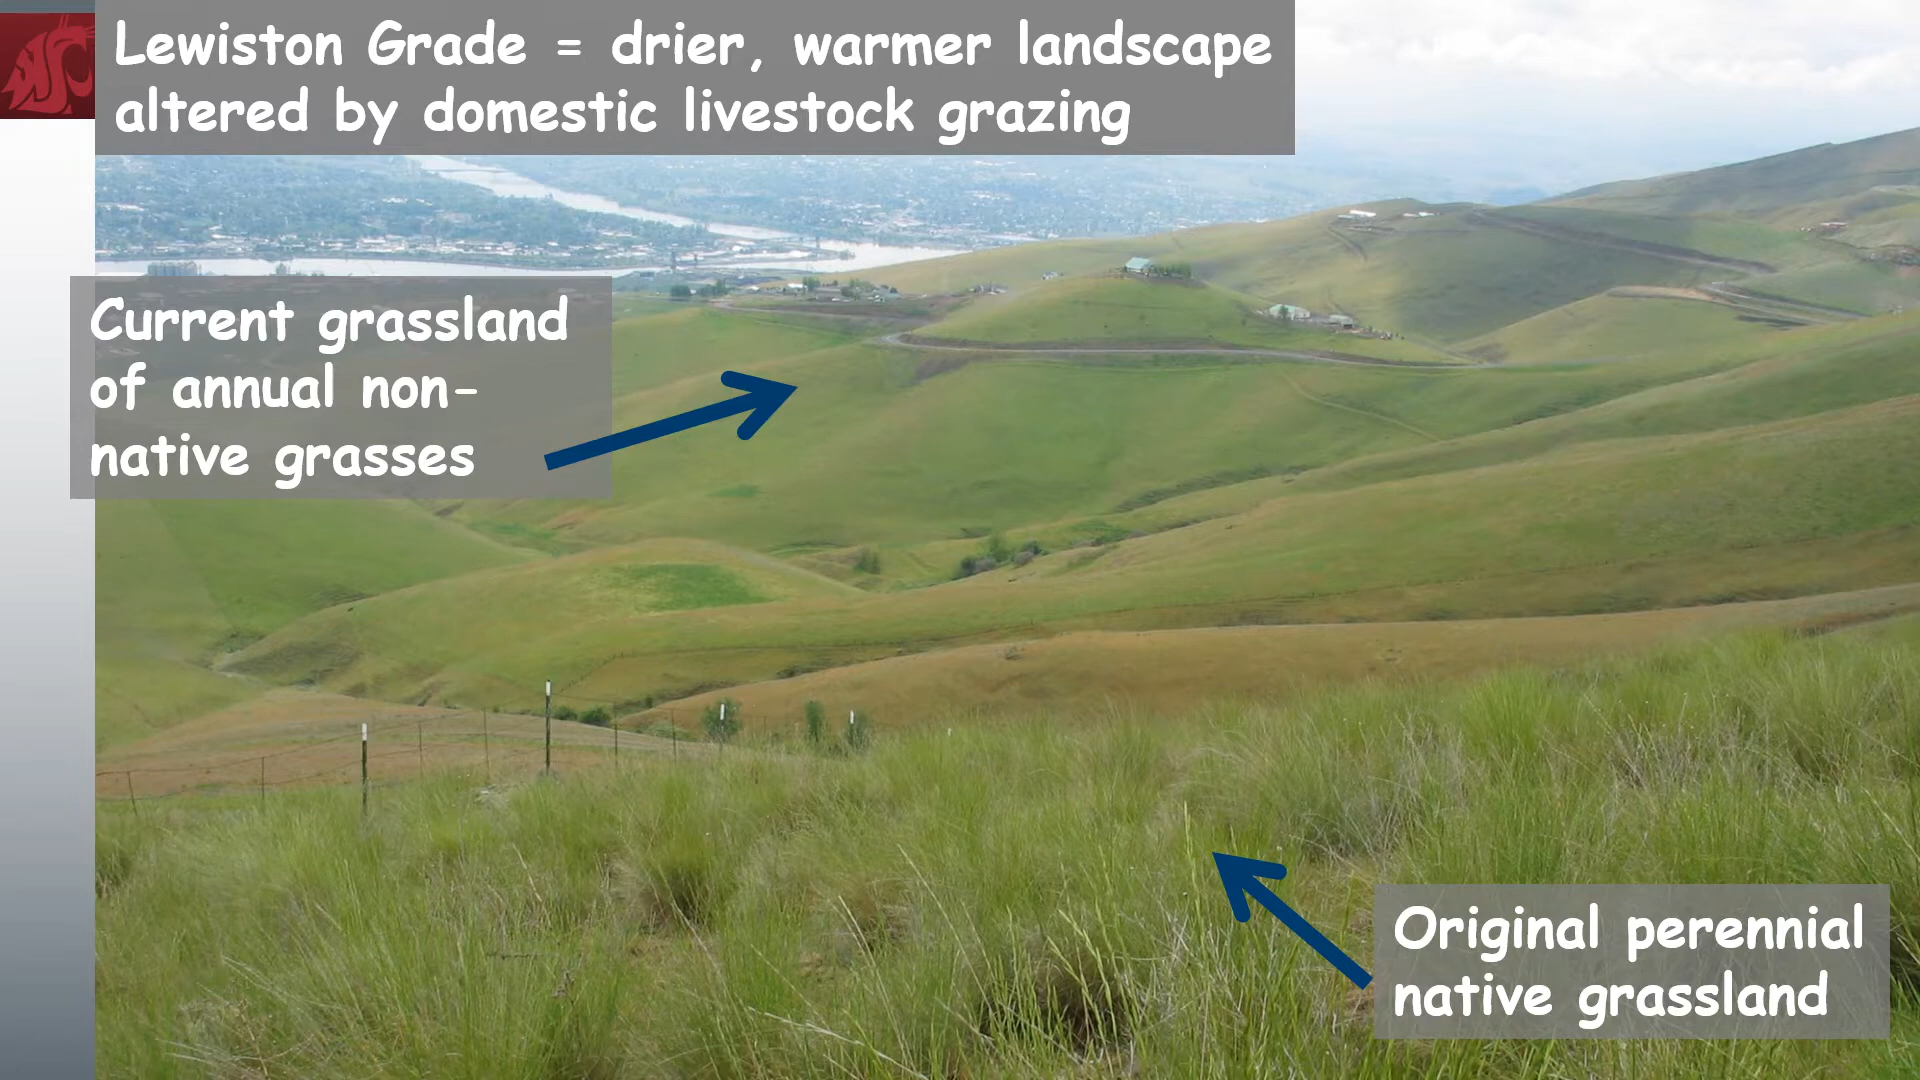 Lewiston Grade = drier, warmer landscape
altered by domestic livestock grazing
Current grassland
of annual non-
native grasses
Original perennial
native grassland